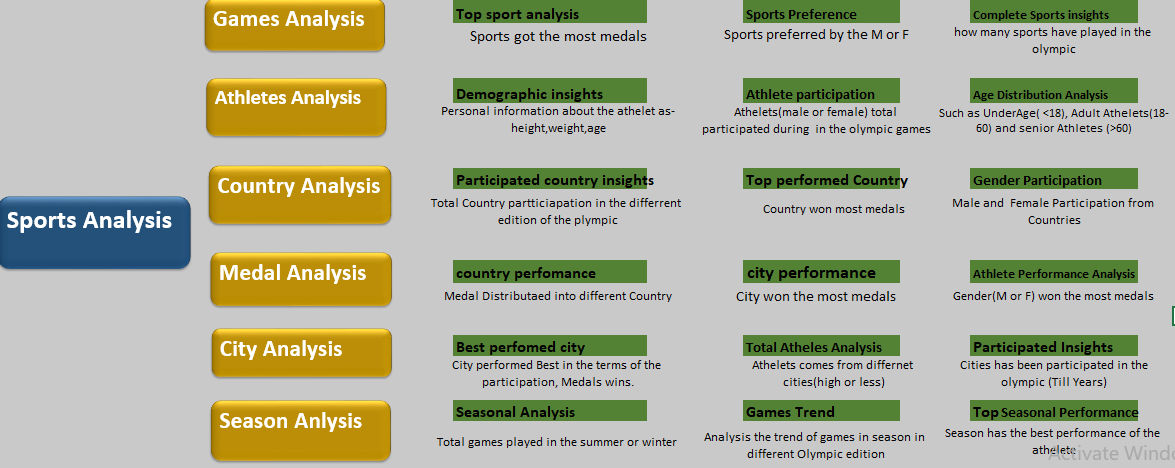 Games Analysis
Top sport analysis
Sports got the most medals
Sports Preference
Sports preferred by the M or F
Complete Sports insights
how many sports have played in the
olympic
Athletes Analysis
Demographic insights
Personal information about the athelet as-
height,weight,age
Athlete participation
Athelets(male or female) total
participated during in the olympic games
Age Distribution Analysis
Such as UnderAge( <18), Adult Athelets(18-
60) and senior Athletes (>60)
Sports Analysis
Country Analysis
Participated country insights
Total Country partticiapation in the differrent
edition of the plympic
Top performed Country
Country won most medals
Gender Participation
Male and Female Participation from
Countries
Medal Analysis
country perfomance
Medal Distributaed into different Country
city performance
City won the most medals
Athlete Performance Analysis
Gender(M or F) won the most medals
City Analysis
Best perfomed city
City performed Best in the terms of the
participation, Medals wins.
Total Atheles Analysis
Athelets comes from differnet
cities(high or less)
Participated Insights
Cities has been participated in the
olympic (Till Years)
Season Anlysis
Seasonal Analysis
Total games played in the summer or winter
Games Trend
Analysis the trend of games in season in
different Olympic edition
Top Seasonal Performance
Season has the best performance of the
athelete
Activate Wind